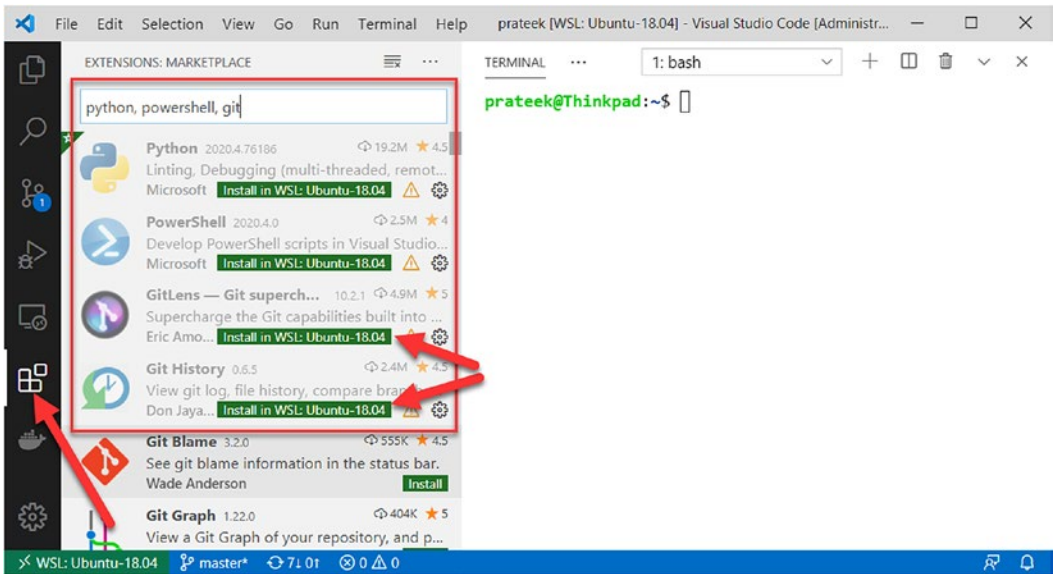 File Edit Selection View Go Run Terminal Help prateek [WSL: Ubuntu-18.04] - Visual Studio Code [Administr...
EXTENSIONS: MARKETPLACE
python, powershell, git
Python 2020.4.76186 19.2M 4.5
Linting, Debugging (multi-threaded, remot...
Microsoft Install in WSL: Ubuntu-18.04
PowerShell 2020.4.0 2.5M 4
Develop PowerShell scripts in Visual Studio...
Microsoft Install in WSL: Ubuntu-18.04
GitLens — Git superch... 10.2.1 4.9M 5
Supercharge the Git capabilities built into ...
Eric Amo... Install in WSL: Ubuntu-18.04
Git History 0.6.5 2.4M 4.5
View git log, file history, compare
Don Jaya... Install in WSL: Ubuntu-18.04
Git Blame 3.2.0 555K 4.5
See git blame information in the status bar.
Wade Anderson Install
Git Graph 1.22.0 404K 5
View a Git Graph of your repository, and p...
TERMINAL ... 1: bash
prateek@Thinkpad:~$
1
WSL: Ubuntu-18.04 master* 7↓ 0↑ 0 0